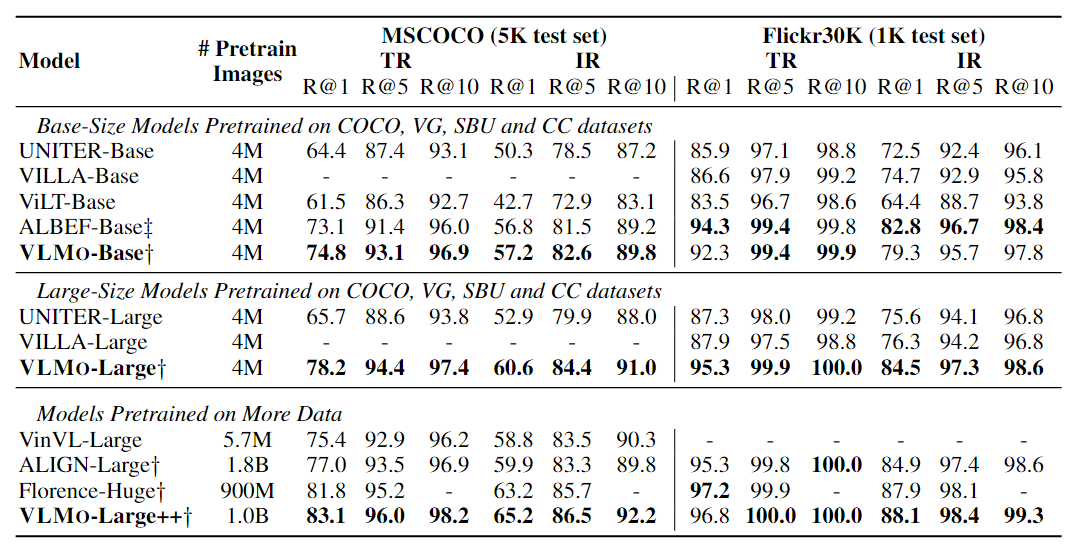 MSCOCO (5K test set) Flickr30K (1K test set)
Model # Pretrain Images TR IR TR IR
R@1 R@5 R@10 R@1 R@5 R@10 R@1 R@5 R@10 R@1 R@5 R@10
Base-Size Models Pretrained on COCO, VG, SBU and CC datasets
UNITER-Base 4M 64.4 87.4 93.1 50.3 78.5 87.2 85.9 97.1 98.8 72.5 92.4 96.1
VILLA-Base 4M - - - - - - 86.6 97.9 99.2 74.7 92.9 95.8
ViLT-Base 4M 61.5 86.3 92.7 42.7 72.9 83.1 83.5 96.7 98.6 64.4 88.7 93.8
ALBEF-Base‡ 4M 73.1 91.4 96.0 56.8 81.5 89.2 94.3 99.4 99.8 82.8 96.7 98.4
VLMO-Base† 4M 74.8 93.1 96.9 57.2 82.6 89.8 92.3 99.4 99.9 79.3 95.7 97.8
Large-Size Models Pretrained on COCO, VG, SBU and CC datasets
UNITER-Large 4M 65.7 88.6 93.8 52.9 79.9 88.0 87.3 98.0 99.2 75.6 94.1 96.8
VILLA-Large 4M - - - - - - 87.9 97.5 98.8 76.3 94.2 96.8
VLMO-Large† 4M 78.2 94.4 97.4 60.6 84.4 91.0 95.3 99.9 100.0 84.5 97.3 98.6
Models Pretrained on More Data
VinVL-Large 5.7M 75.4 92.9 96.2 58.8 83.5 90.3 - - - - - -
ALIGN-Large† 1.8B 77.0 93.5 96.9 59.9 83.3 89.8 95.3 99.8 100.0 84.9 97.4 98.6
Florence-Huge† 900M 81.8 95.2 - 63.2 85.7 - 97.2 99.9 - 87.9 98.1 -
VLMO-Large++† 1.0B 83.1 96.0 98.2 65.2 86.5 92.2 96.8 100.0 100.0 88.1 98.4 99.3